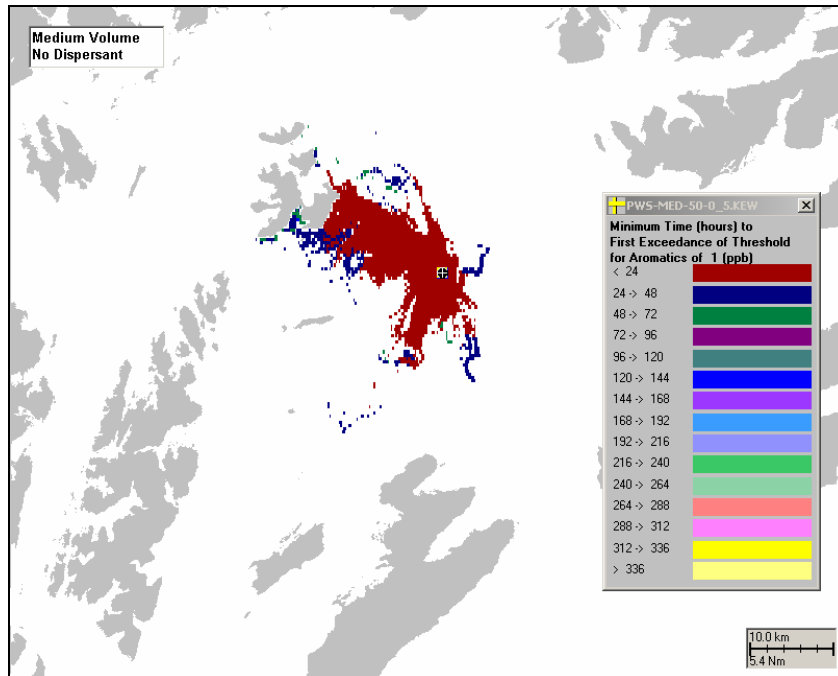 Medium Volume
No Dispersant
PWS-MED-50-0_5.KEW
Minimum Time (hours) to
First Exceedance of Threshold
for Aromatics of 1 (ppb)
< 24
24 -> 48
48 -> 72
72 -> 96
96 -> 120
120 -> 144
144 -> 168
168 -> 192
192 -> 216
216 -> 240
240 -> 264
264 -> 288
288 -> 312
312 -> 336
> 336
10.0 km
5.4 Nm